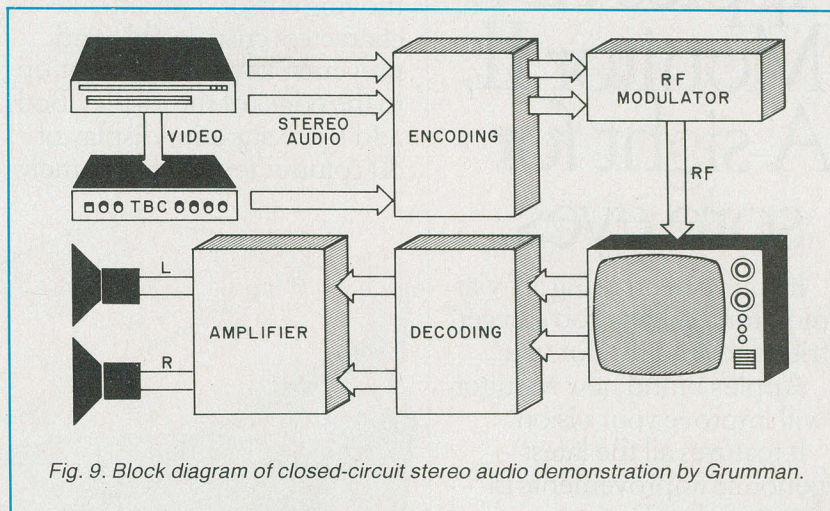 VIDEO
STEREO
AUDIO
ENCODING
RF
MODULATOR
TBC
RF
L
R
AMPLIFIER
DECODING
Fig. 9. Block diagram of closed-circuit stereo audio demonstration by Grumman.